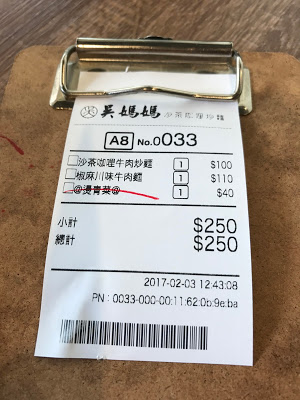 吳媽媽 沙茶咖哩炒麵
A8 No.0033
沙茶咖哩牛肉炒麵 1 $100
椒麻川味牛肉麵 1 $110
@燙青菜@ 1 $40
小計 $250
總計 $250
2017-02-03 12:43:08
PN : 0033-000-00:11:62:0b:9e:ba